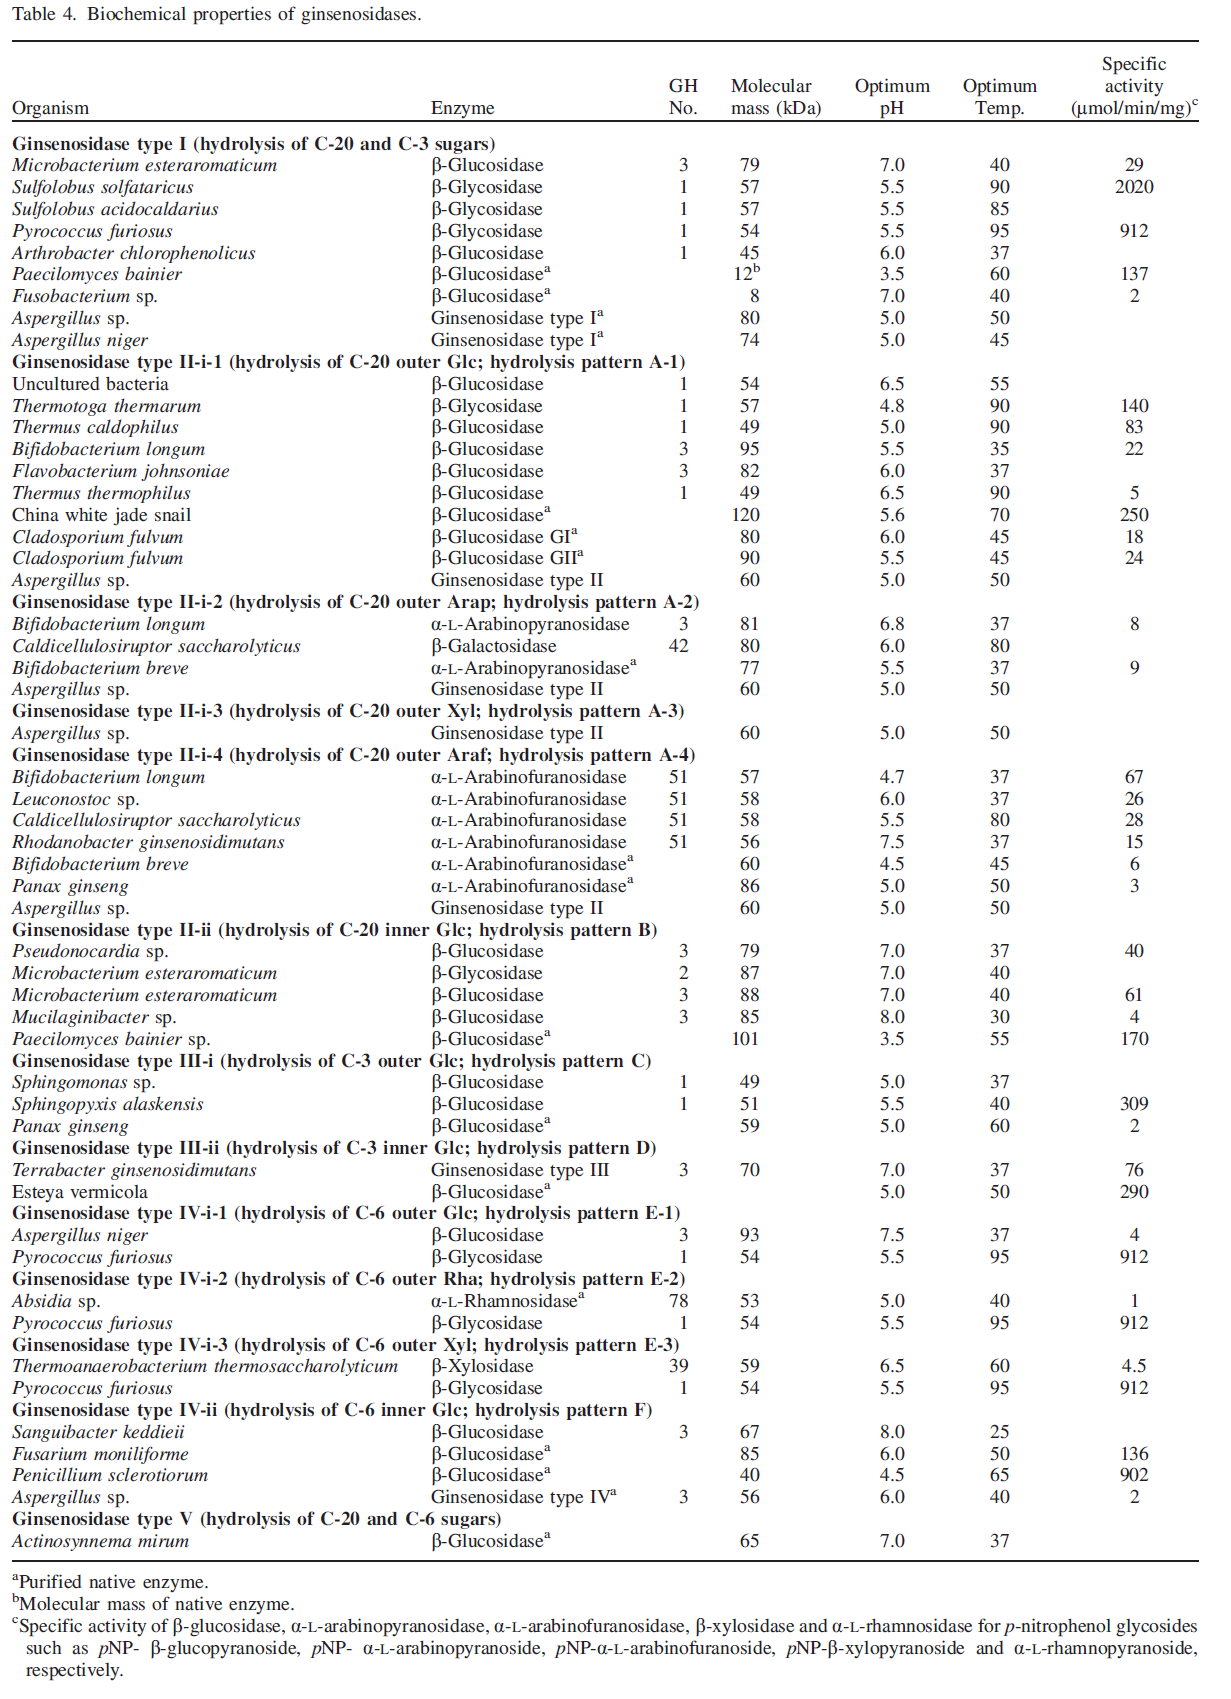 Table 4. Biochemical properties of ginsenosidases.
Specific
GH Molecular Optimum Optimum activity
Organism Enzyme No. mass (kDa) pH Temp. (μmol/min/mg)c
Ginsenosidase type I (hydrolysis of C-20 and C-3 sugars)
Microbacterium esteraromaticum β-Glucosidase 3 79 7.0 40 29
Sulfolobus solfataricus β-Glycosidase 1 57 5.5 90 2020
Sulfolobus acidocaldarius β-Glycosidase 1 57 5.5 85
Pyrococcus furiosus β-Glycosidase 1 54 5.5 95 912
Arthrobacter chlorophenolicus β-Glucosidase 1 45 6.0 37
Paecilomyces bainier β-Glucosidasea 12b 3.5 60 137
Fusobacterium sp. β-Glucosidasea 8 7.0 40 2
Aspergillus sp. Ginsenosidase type Ia 80 5.0 50
Aspergillus niger Ginsenosidase type Ia 74 5.0 45
Ginsenosidase type II-i-1 (hydrolysis of C-20 outer Glc; hydrolysis pattern A-1)
Uncultured bacteria β-Glucosidase 1 54 6.5 55
Thermotoga thermarum β-Glycosidase 1 57 4.8 90 140
Thermus caldophilus β-Glucosidase 1 49 5.0 90 83
Bifidobacterium longum β-Glucosidase 3 95 5.5 35 22
Flavobacterium johnsoniae β-Glucosidase 3 82 6.0 37
Thermus thermophilus β-Glucosidase 1 49 6.5 90 5
China white jade snail β-Glucosidasea 120 5.6 70 250
Cladosporium fulvum β-Glucosidase GIa 80 6.0 45 18
Cladosporium fulvum β-Glucosidase GIIa 90 5.5 45 24
Aspergillus sp. Ginsenosidase type II 60 5.0 50
Ginsenosidase type II-i-2 (hydrolysis of C-20 outer Arap; hydrolysis pattern A-2)
Bifidobacterium longum α-L-Arabinopyranosidase 3 81 6.8 37 8
Caldicellulosiruptor saccharolyticus β-Galactosidase 42 80 6.0 80
Bifidobacterium breve α-L-Arabinopyranosidasea 77 5.5 37 9
Aspergillus sp. Ginsenosidase type II 60 5.0 50
Ginsenosidase type II-i-3 (hydrolysis of C-20 outer Xyl; hydrolysis pattern A-3)
Aspergillus sp. Ginsenosidase type II 60 5.0 50
Ginsenosidase type II-i-4 (hydrolysis of C-20 outer Araf; hydrolysis pattern A-4)
Bifidobacterium longum α-L-Arabinofuranosidase 51 57 4.7 37 67
Leuconostoc sp. α-L-Arabinofuranosidase 51 58 6.0 37 26
Caldicellulosiruptor saccharolyticus α-L-Arabinofuranosidase 51 58 5.5 80 28
Rhodanobacter ginsenosidimutans α-L-Arabinofuranosidase 51 56 7.5 37 15
Bifidobacterium breve α-L-Arabinofuranosidasea 60 4.5 45 6
Panax ginseng α-L-Arabinofuranosidasea 86 5.0 50 3
Aspergillus sp. Ginsenosidase type II 60 5.0 50
Ginsenosidase type II-ii (hydrolysis of C-20 inner Glc; hydrolysis pattern B)
Pseudonocardia sp. β-Glucosidase 3 79 7.0 37 40
Microbacterium esteraromaticum β-Glycosidase 2 87 7.0 40
Microbacterium esteraromaticum β-Glucosidase 3 88 7.0 40 61
Mucilaginibacter sp. β-Glucosidase 3 85 8.0 30 4
Paecilomyces bainier sp. β-Glucosidasea 101 3.5 55 170
Ginsenosidase type III-i (hydrolysis of C-3 outer Glc; hydrolysis pattern C)
Sphingomonas sp. β-Glucosidase 1 49 5.0 37
Sphingopyxis alaskensis β-Glucosidase 1 51 5.5 40 309
Panax ginseng β-Glucosidasea 59 5.0 60 2
Ginsenosidase type III-ii (hydrolysis of C-3 inner Glc; hydrolysis pattern D)
Terrabacter ginsenosidimutans Ginsenosidase type III 3 70 7.0 37 76
Esteya vermicola β-Glucosidasea 5.0 50 290
Ginsenosidase type IV-i-1 (hydrolysis of C-6 outer Glc; hydrolysis pattern E-1)
Aspergillus niger β-Glucosidase 3 93 7.5 37 4
Pyrococcus furiosus β-Glycosidase 1 54 5.5 95 912
Ginsenosidase type IV-i-2 (hydrolysis of C-6 outer Rha; hydrolysis pattern E-2)
Absidia sp. α-L-Rhamnosidasea 78 53 5.0 40 1
Pyrococcus furiosus β-Glycosidase 1 54 5.5 95 912
Ginsenosidase type IV-i-3 (hydrolysis of C-6 outer Xyl; hydrolysis pattern E-3)
Thermoanaerobacterium thermosaccharolyticum β-Xylosidase 39 59 6.5 60 4.5
Pyrococcus furiosus β-Glycosidase 1 54 5.5 95 912
Ginsenosidase type IV-ii (hydrolysis of C-6 inner Glc; hydrolysis pattern F)
Sanguibacter keddieii β-Glucosidase 3 67 8.0 25
Fusarium moniliforme β-Glucosidasea 85 6.0 50 136
Penicillium sclerotiorum β-Glucosidasea 40 4.5 65 902
Aspergillus sp. Ginsenosidase type IVa 3 56 6.0 40 2
Ginsenosidase type V (hydrolysis of C-20 and C-6 sugars)
Actinosynnema mirum β-Glucosidasea 65 7.0 37
aPurified native enzyme.
bMolecular mass of native enzyme.
cSpecific activity of β-glucosidase, α-L-arabinopyranosidase, α-L-arabinofuranosidase, β-xylosidase and α-L-rhamnosidase for p-nitrophenol glycosides
such as pNP- β-glucopyranoside, pNP- α-L-arabinopyranoside, pNP-α-L-arabinofuranoside, pNP-β-xylopyranoside and α-L-rhamnopyranoside,
respectively.